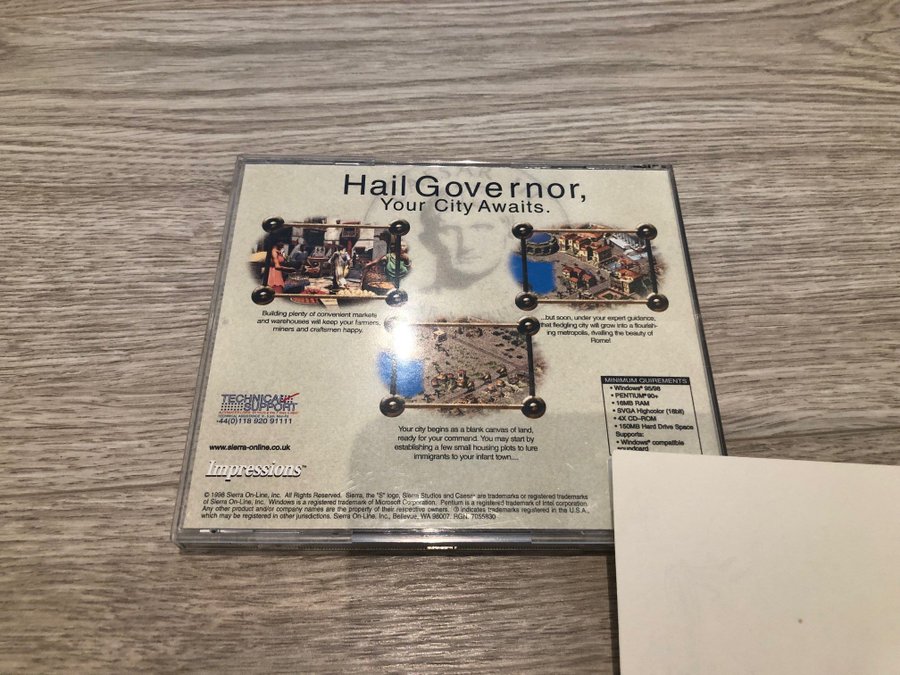 Hail Governor,
Your City Awaits.
Building plenty of convenient markets
and warehouses will keep your farmers,
miners and craftsmen happy.
...but soon, under your expert guidance,
that fledgling city will grow into a flourish-
ing metropolis, rivalling the beauty of
Rome!
Your city begins as a blank canvas of land,
ready for your command. You may start by
establishing a few small housing plots to lure
immigrants to your infant town....
TECHNICAL
SUPPORT
+44(0)118 920 91111
www.sierra-online.co.uk
Impressions™
MINIMUM QUIREMENTS
• Windows® 95/98
• PENTIUM® 90+
• 16MB RAM
• SVGA Highcolor (16bit)
• 4X CD-ROM
• 150MB Hard Drive Space
Supports:
• Windows® compatible
soundcard
© 1998 Sierra On-Line, Inc. All Rights Reserved. Sierra, the "S" logo, Sierra Studios and Caesar are trademarks or registered trademarks
of Sierra On-Line, Inc. Windows is a registered trademark of Microsoft Corporation. Pentium is a registered trademark of Intel corporation.
Any other product and/or company names are the property of their respective owners. ® indicates trademarks registered in the U.S.A.,
which may be registered in other jurisdictions. Sierra On-Line, Inc., Bellevue, WA 98007. RGN: 7055830